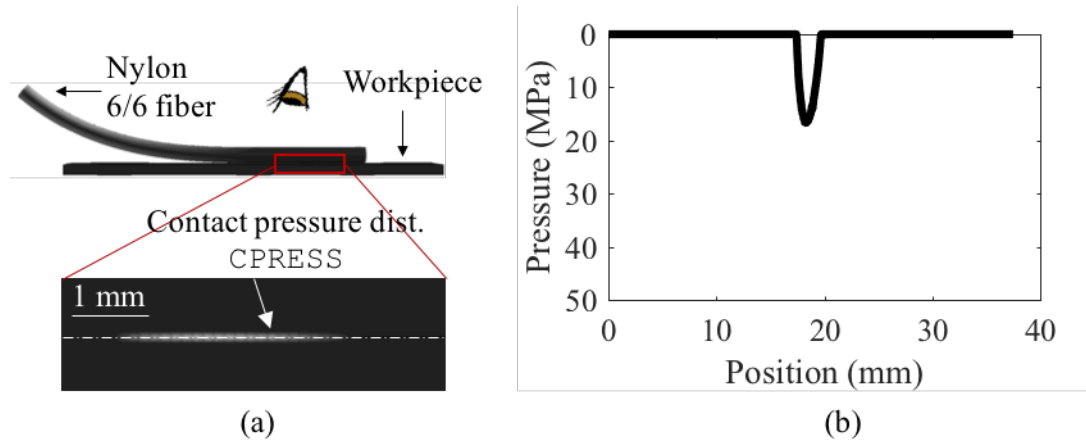 Nylon
6/6 fiber
Workpiece
Contact pressure dist.
CPRESS
1 mm
(a)
Pressure (MPa)
0
10
20
30
40
50
0
10
20
30
40
Position (mm)
(b)